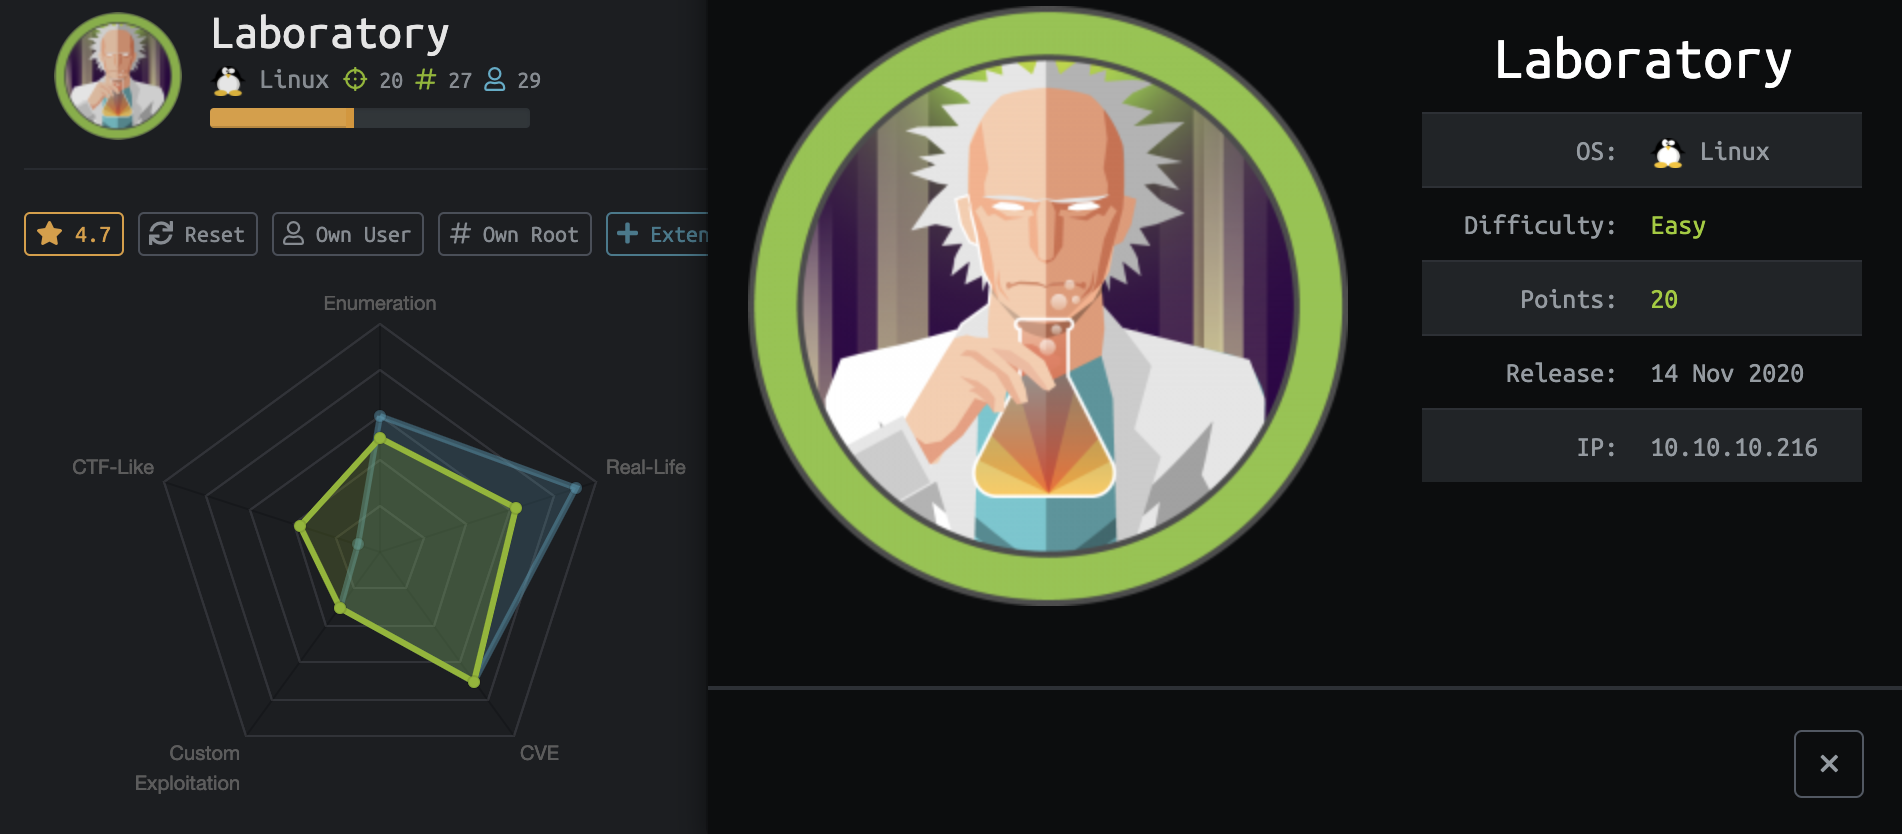 Laboratory
Linux 20 # 27 29
4.7 Reset Own User # Own Root + Exten
Enumeration
CTF-Like
Real-Life
Custom
Exploitation
CVE
Laboratory
OS: Linux
Difficulty: Easy
Points: 20
Release: 14 Nov 2020
IP: 10.10.10.216